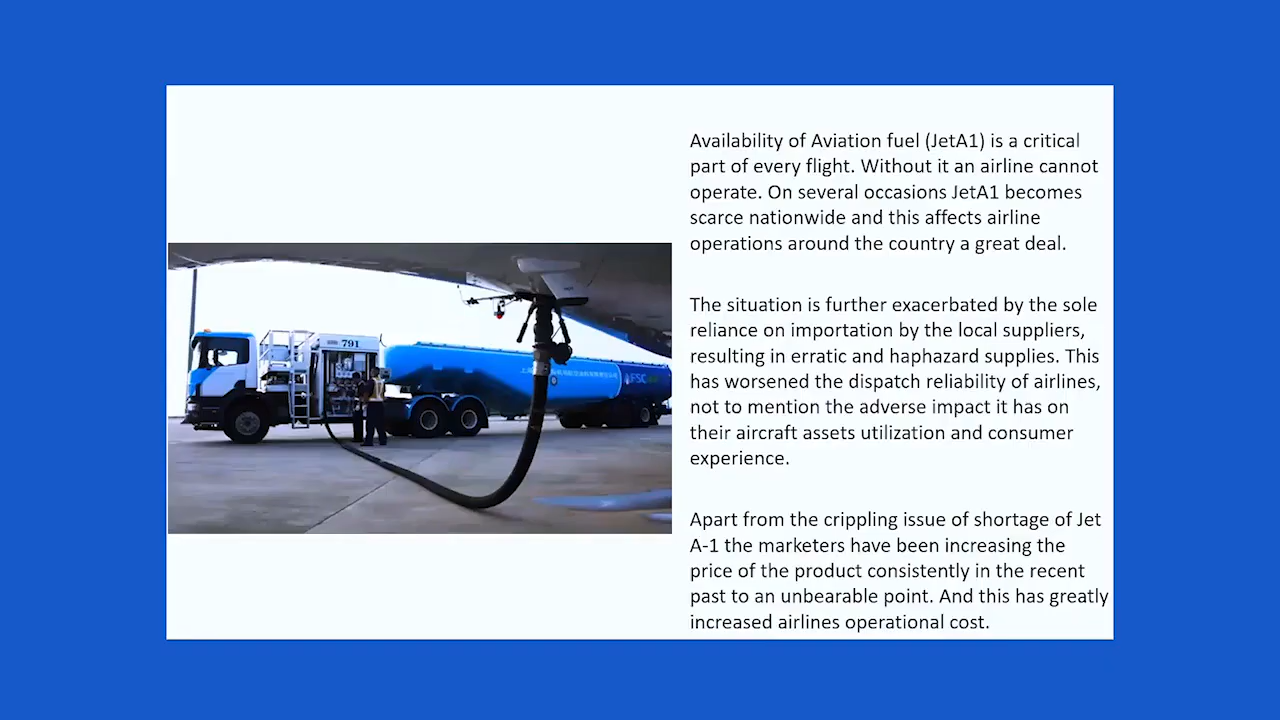 Availability of Aviation fuel (JetA1) is a critical
part of every flight. Without it an airline cannot
operate. On several occasions JetA1 becomes
scarce nationwide and this affects airline
operations around the country a great deal.
The situation is further exacerbated by the sole
reliance on importation by the local suppliers,
resulting in erratic and haphazard supplies. This
has worsened the dispatch reliability of airlines,
not to mention the adverse impact it has on
their aircraft assets utilization and consumer
experience.
Apart from the crippling issue of shortage of Jet
A-1 the marketers have been increasing the
price of the product consistently in the recent
past to an unbearable point. And this has greatly
increased airlines operational cost.
791